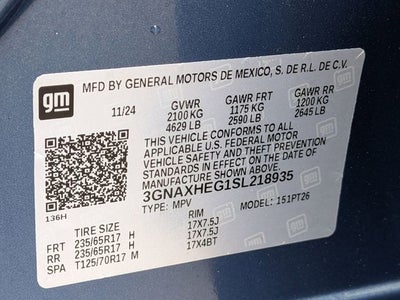 gm
MFD BY GENERAL MOTORS DE MEXICO, S. DE R.L. DE C.V.
11/24 GVWR GAWR FRT GAWR RR
2100 KG 1175 KG 1200 KG
4629 LB 2590 LB 2645 LB
THIS VEHICLE CONFORMS TO ALL
APPLICABLE U.S. FEDERAL MOTOR
VEHICLE SAFETY
STANDARDS IN EFFECT ON THE DATE OF
MANUFACTURE SHOWN ABOVE.
3GNAXHEG1SL218935
TYPE: MPV MODEL: 151PT26
136H
TIRE SIZE RIM
FRT 235/65R17 H 17X7.5J
RR 235/65R17 H 17X7.5J
SPA T125/70R17 M 17X4BT